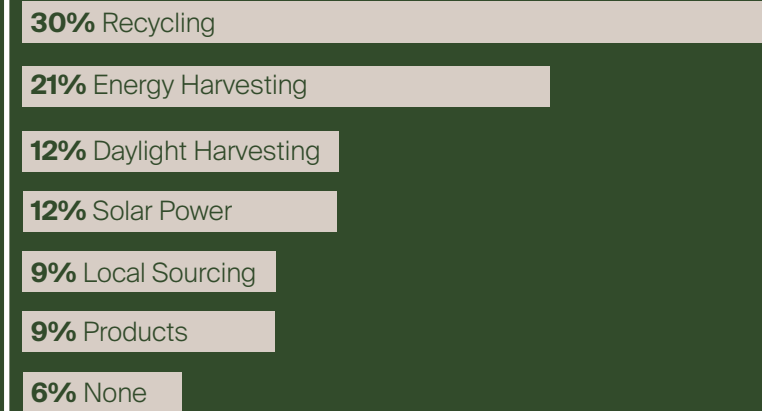 30% Recycling
21% Energy Harvesting
12% Daylight Harvesting
12% Solar Power
9% Local Sourcing
9% Products
6% None